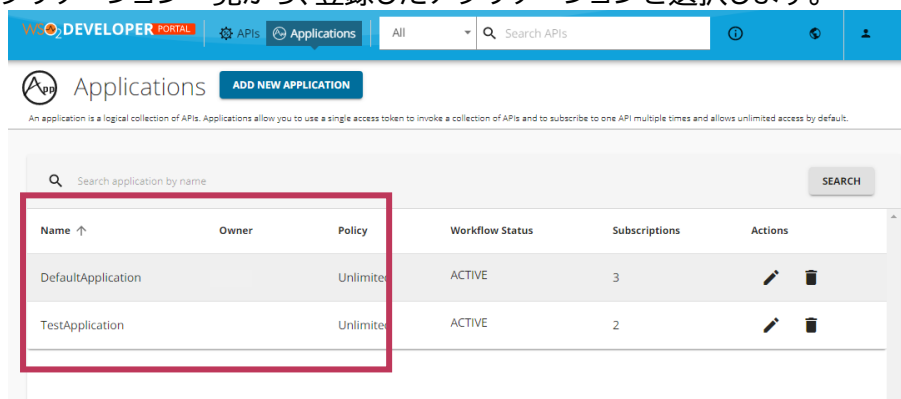 WSO2 DEVELOPER PORTAL APIs Applications All Search APIs
App Applications ADD NEW APPLICATION
An application is a logical collection of APIs. Applications allow you to use a single access token to invoke a collection of APIs and to subscribe to one API multiple times and allows unlimited access by default.
Search application by name SEARCH
Name Owner Policy Workflow Status Subscriptions Actions
DefaultApplication Unlimited ACTIVE 3
TestApplication Unlimited ACTIVE 2